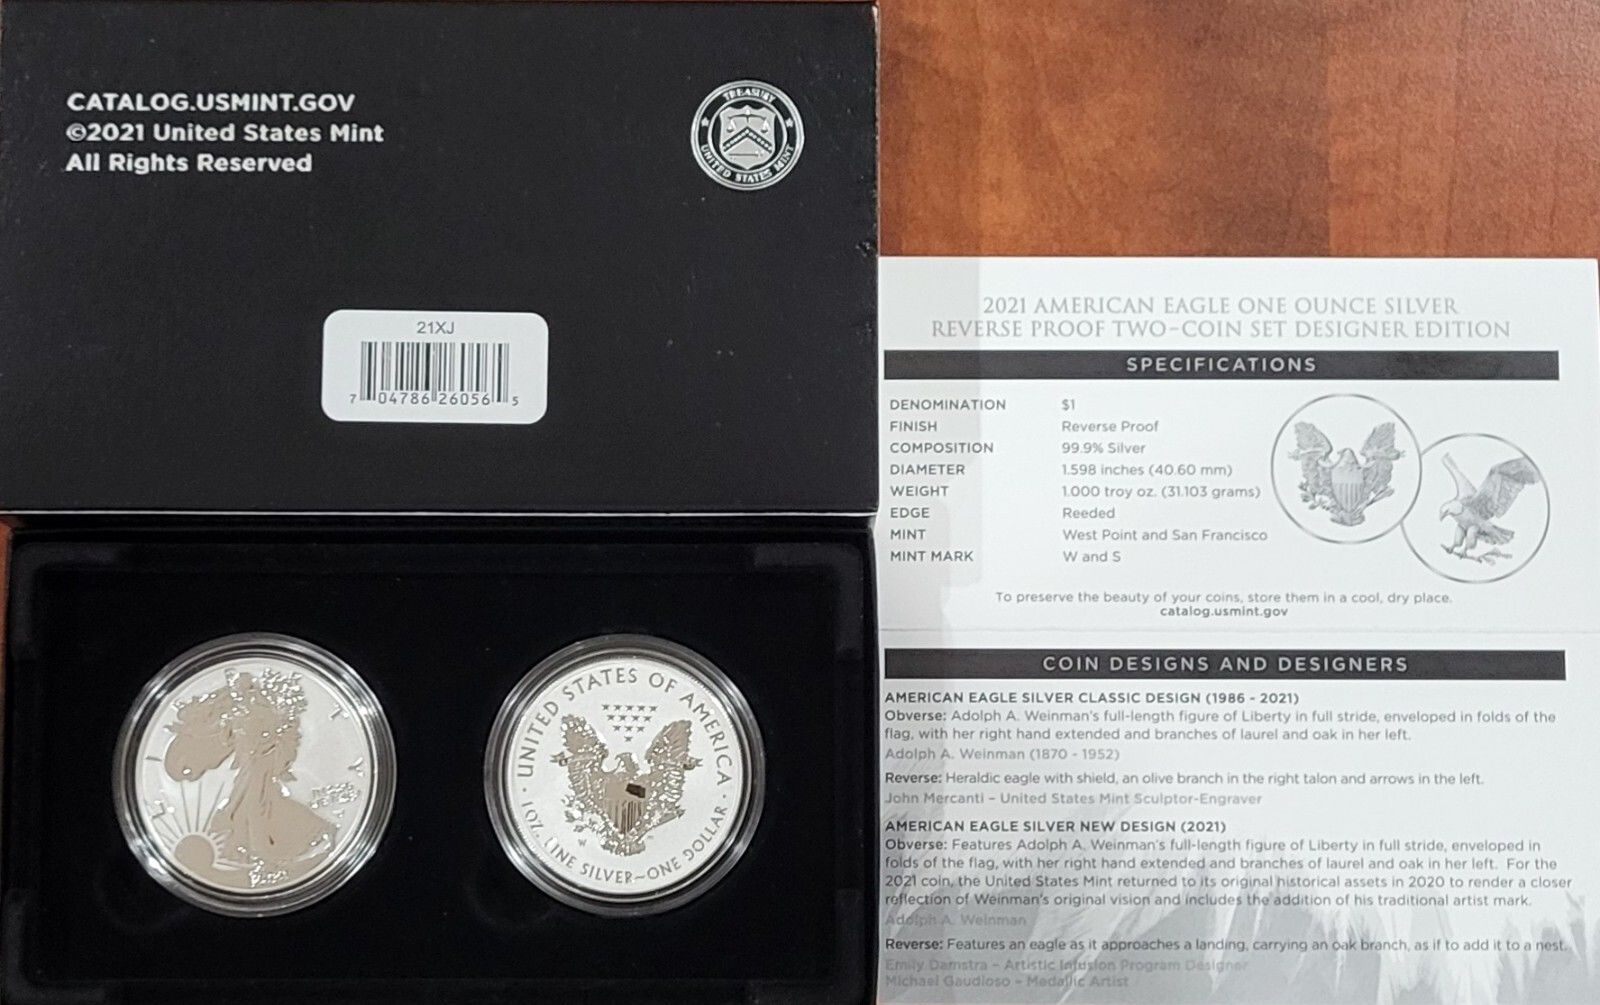 CATALOG.USMINT.GOV
©2021 United States Mint
All Rights Reserved
TREASURY
UNITED STATES MINT
21XJ
7 04786 26056 5
2021 AMERICAN EAGLE ONE OUNCE SILVER
REVERSE PROOF TWO-COIN SET DESIGNER EDITION
SPECIFICATIONS
DENOMINATION $1
FINISH Reverse Proof
COMPOSITION 99.9% Silver
DIAMETER 1.598 inches (40.60 mm)
WEIGHT 1.000 troy oz. (31.103 grams)
EDGE Reeded
MINT West Point and San Francisco
MINT MARK W and S
To preserve the beauty of your coins, store them in a cool, dry place.
catalog.usmint.gov
COIN DESIGNS AND DESIGNERS
AMERICAN EAGLE SILVER CLASSIC DESIGN (1986 - 2021)
Obverse: Adolph A. Weinman's full-length figure of Liberty in full stride, enveloped in folds of the
flag, with her right hand extended and branches of laurel and oak in her left.
Adolph A. Weinman (1870 - 1952)
Reverse: Heraldic eagle with shield, an olive branch in the right talon and arrows in the left.
John Mercanti – United States Mint Sculptor-Engraver
AMERICAN EAGLE SILVER NEW DESIGN (2021)
Obverse: Features Adolph A. Weinman's full-length figure of Liberty in full stride, enveloped in
folds of the flag, with her right hand extended and branches of laurel and oak in her left. For the
2021 coin, the United States Mint returned to its original historical assets in 2020 to render a closer
reflection of Weinman's original vision and includes the addition of his traditional artist mark.
Adolph A. Weinman
Reverse: Features an eagle as it approaches a landing, carrying an oak branch, as if to add it to a nest.
Emily Damstra – Artistic Infusion Program Designer
Michael Gaudioso – Medallic Artist
LIBERTY
UNITED STATES OF AMERICA
W
1 OZ. FINE SILVER~ONE DOLLAR